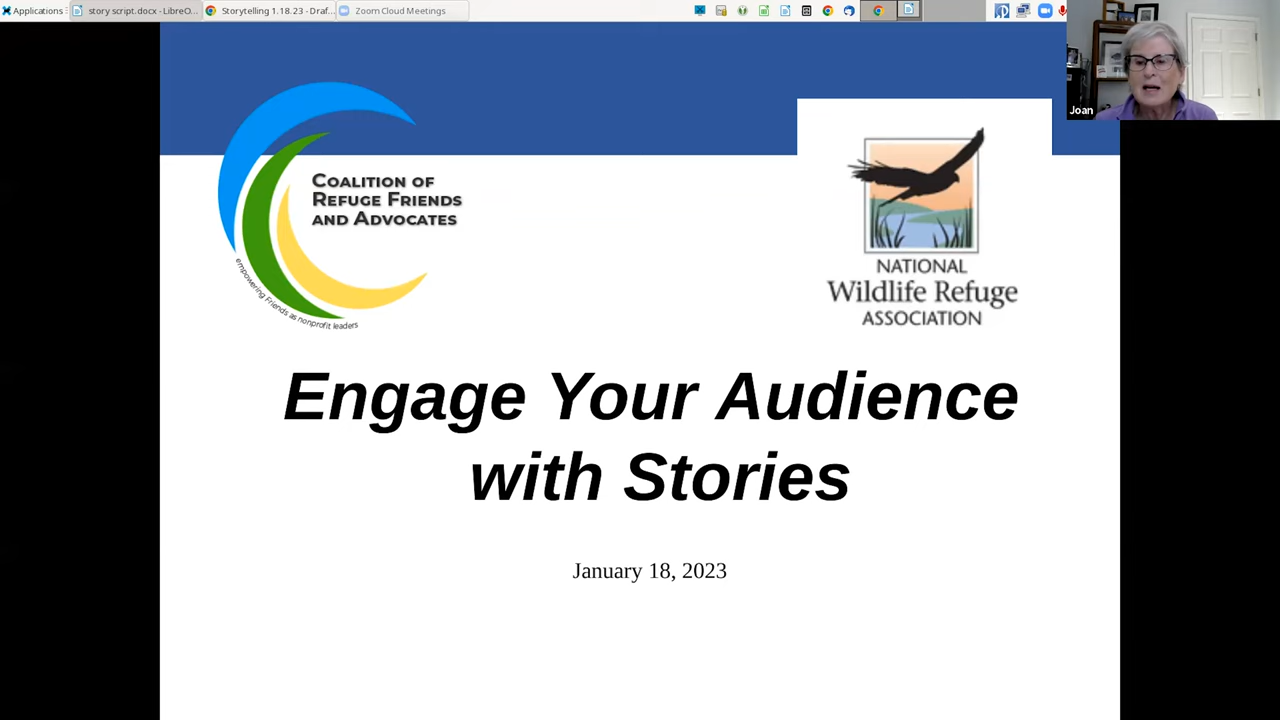 Applications
story script.docx - LibreO...
Storytelling 1.18.23 - Draf...
Zoom Cloud Meetings
Joan
COALITION OF
REFUGE FRIENDS
AND ADVOCATES
empowering Friends as nonprofit leaders
NATIONAL
Wildlife Refuge
ASSOCIATION
Engage Your Audience
with Stories
January 18, 2023